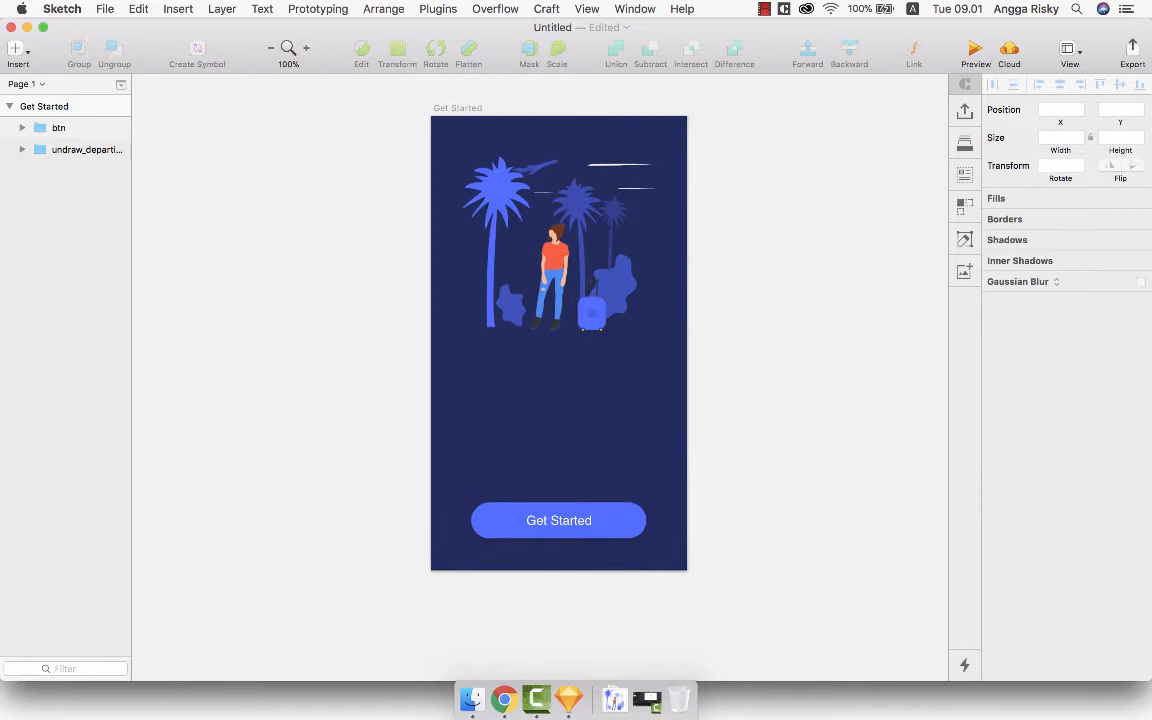 Sketch File Edit Insert Layer Text Prototyping Arrange Plugins Overflow Craft View Window Help 100% A Tue 09.01 Angga Risky
Untitled — Edited
Insert Group Ungroup Create Symbol 100% Edit Transform Rotate Flatten Mask Scale Union Subtract Intersect Difference Forward Backward Link Preview Cloud View Export
Page 1
Get Started
btn
undraw_departi...
Filter
Get Started
Get Started
Position
X Y
Size
Width Height
Transform
Rotate Flip
Fills
Borders
Shadows
Inner Shadows
Gaussian Blur